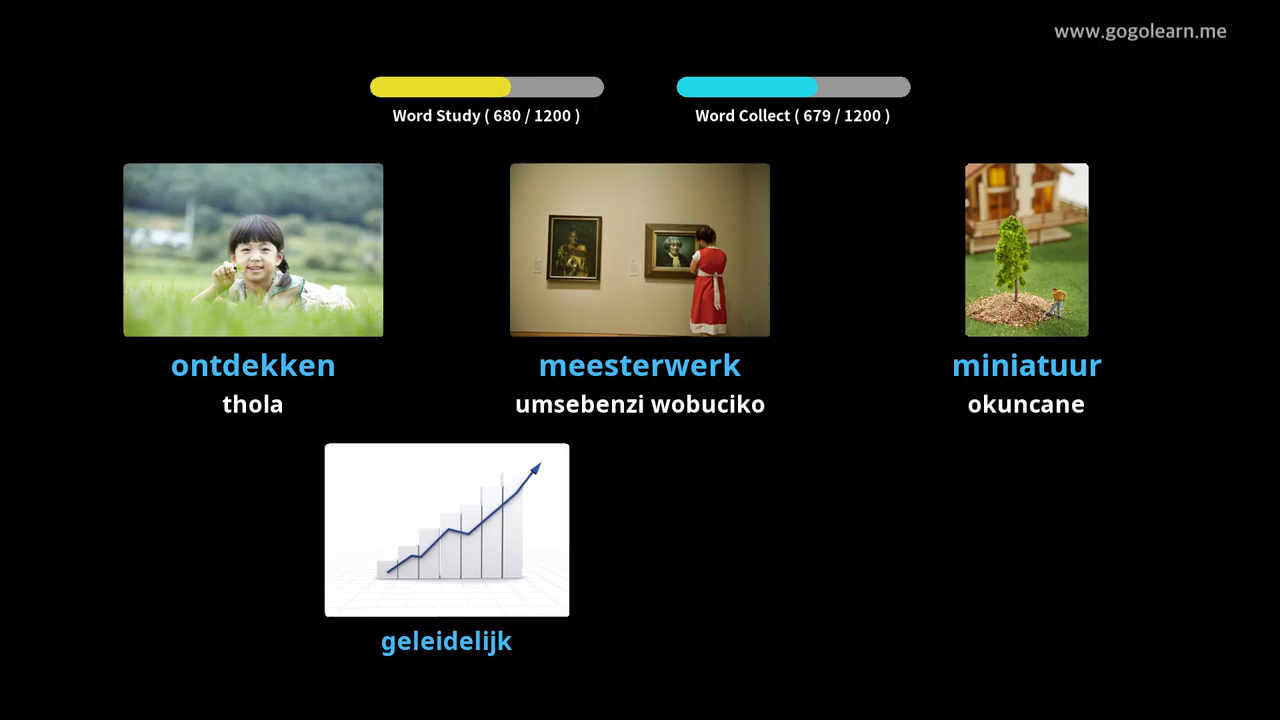 www.gogolearn.me
Word Study ( 680 / 1200 )
Word Collect ( 679 / 1200 )
ontdekken
thola
meesterwerk
umsebenzi wobuciko
miniatuur
okuncane
geleidelijk